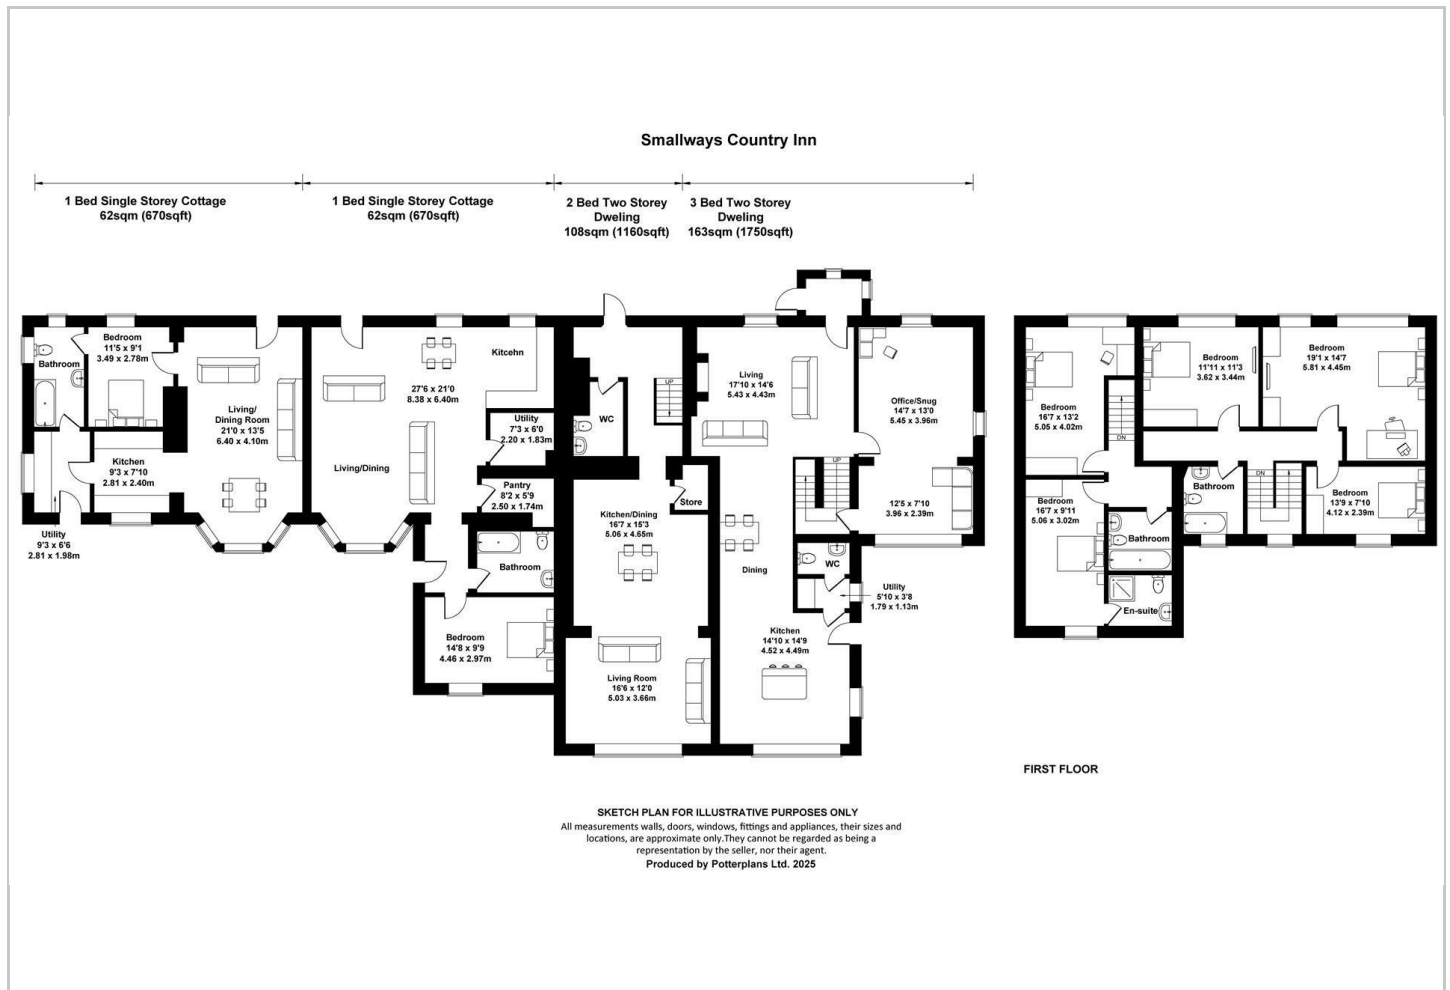 Smallways Country Inn
1 Bed Single Storey Cottage
62sqm (670sqft)
1 Bed Single Storey Cottage
62sqm (670sqft)
2 Bed Two Storey
Dweling
108sqm (1160sqft)
3 Bed Two Storey
Dweling
163sqm (1750sqft)
Bathroom
Bedroom
11'5 x 9'1
3.49 x 2.78m
Living/
Dining Room
21'0 x 13'5
6.40 x 4.10m
Kitchen
9'3 x 7'10
2.81 x 2.40m
Utility
9'3 x 6'6
2.81 x 1.98m
Kitcehn
27'6 x 21'0
8.38 x 6.40m
Living/Dining
Utility
7'3 x 6'0
2.20 x 1.83m
Pantry
8'2 x 5'9
2.50 x 1.74m
Bathroom
Bedroom
14'8 x 9'9
4.46 x 2.97m
UP
WC
Store
Kitchen/Dining
16'7 x 15'3
5.06 x 4.65m
Living Room
16'6 x 12'0
5.03 x 3.66m
Living
17'10 x 14'6
5.43 x 4.43m
Office/Snug
14'7 x 13'0
5.45 x 3.96m
UP
12'5 x 7'10
3.96 x 2.39m
Dining
WC
Utility
5'10 x 3'8
1.79 x 1.13m
Kitchen
14'10 x 14'9
4.52 x 4.49m
Bedroom
16'7 x 13'2
5.05 x 4.02m
DN
Bedroom
16'7 x 9'11
5.06 x 3.02m
Bathroom
En-suite
Bedroom
11'11 x 11'3
3.62 x 3.44m
Bedroom
19'1 x 14'7
5.81 x 4.45m
Bathroom
DN
Bedroom
13'9 x 7'10
4.12 x 2.39m
FIRST FLOOR
SKETCH PLAN FOR ILLUSTRATIVE PURPOSES ONLY
All measurements walls, doors, windows, fittings and appliances, their sizes and
locations, are approximate only.They cannot be regarded as being a
representation by the seller, nor their agent.
Produced by Potterplans Ltd. 2025